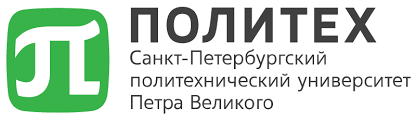 П
ПОЛИТЕХ
Санкт-Петербургский
политехнический университет
Петра Великого